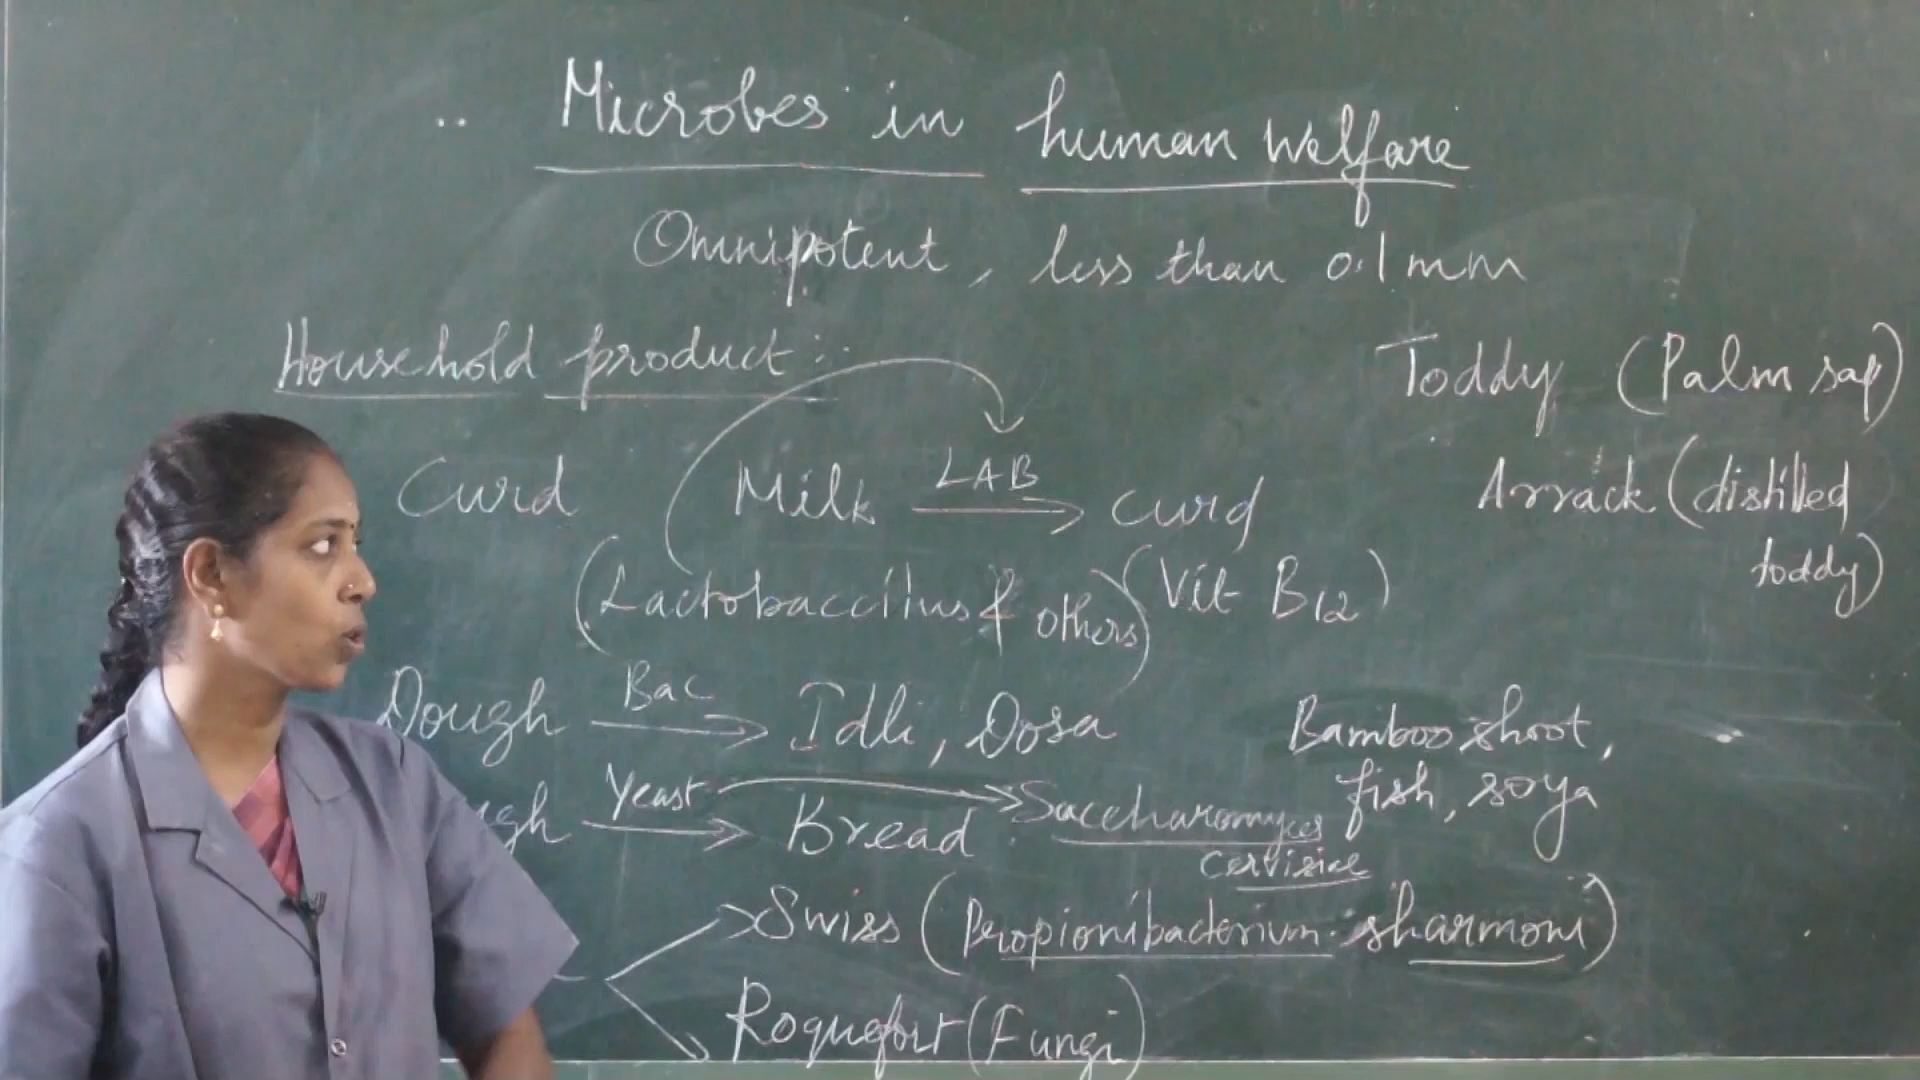 Microbes in human welfare
Omnipotent, less than 0.1mm
Household product:
Toddy (Palm sap)
Curd Milk LAB curd
Arrack (distilled
toddy)
(Lactobaccilus & others) (Vit B12)
Dough Bac Idli, Dosa
Bamboo shoot,
fish, soya
Yeast Bread Saccharomyces
cervisiae
Swiss (Propionibacterium sharmoni)
Roquefort (Fungi)